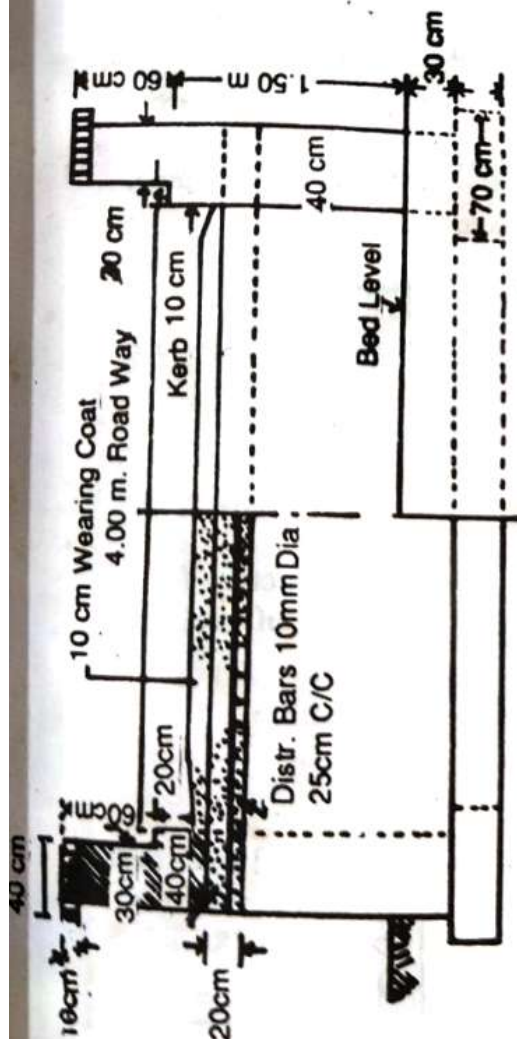 10 cm Wearing Coat
4.00 m. Road Way
20 cm
60 cm
1.50 m
Kerb 10 cm
40 cm
Bed Level
30 cm
70 cm
40 cm
10cm
60cm
30cm
20cm
40cm
20cm
Distr. Bars 10mm Dia
25cm C/C